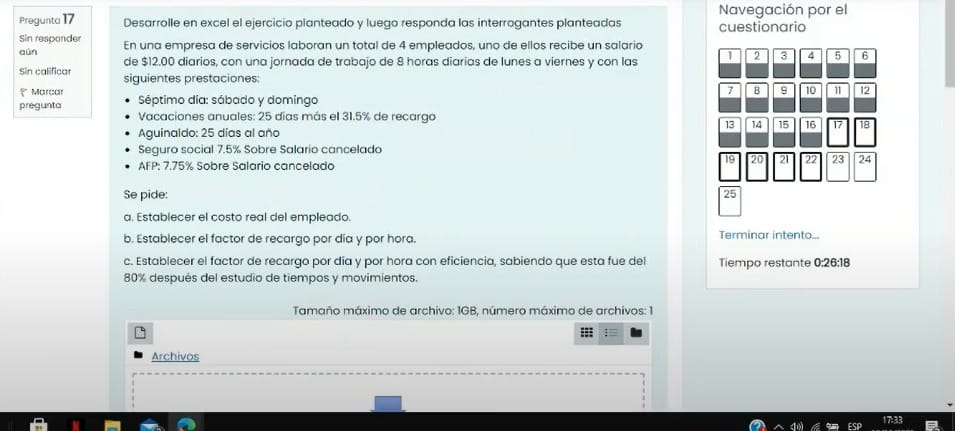 Pregunta 17
Sin responder
aún
Sin calificar
Marcar
pregunta
Desarrolle en excel el ejercicio planteado y luego responda las interrogantes planteadas
En una empresa de servicios laboran un total de 4 empleados, uno de ellos recibe un salario
de $12.00 diarios, con una jornada de trabajo de 8 horas diarias de lunes a viernes y con las
siguientes prestaciones:
• Séptimo día: sábado y domingo
• Vacaciones anuales: 25 días más el 31.5% de recargo
• Aguinaldo: 25 días al año
• Seguro social 7.5% Sobre Salario cancelado
• AFP: 7.75% Sobre Salario cancelado
Se pide:
a. Establecer el costo real del empleado.
b. Establecer el factor de recargo por día y por hora.
c. Establecer el factor de recargo por día y por hora con eficiencia, sabiendo que esta fue del
80% después del estudio de tiempos y movimientos.
Tamaño máximo de archivo: 1GB, número máximo de archivos: 1
Archivos
Navegación por el
cuestionario
1 2 3 4 5 6
7 8 9 10 11 12
13 14 15 16 17 18
19 20 21 22 23 24
25
Terminar intento...
Tiempo restante 0:26:18
ESP
17:33